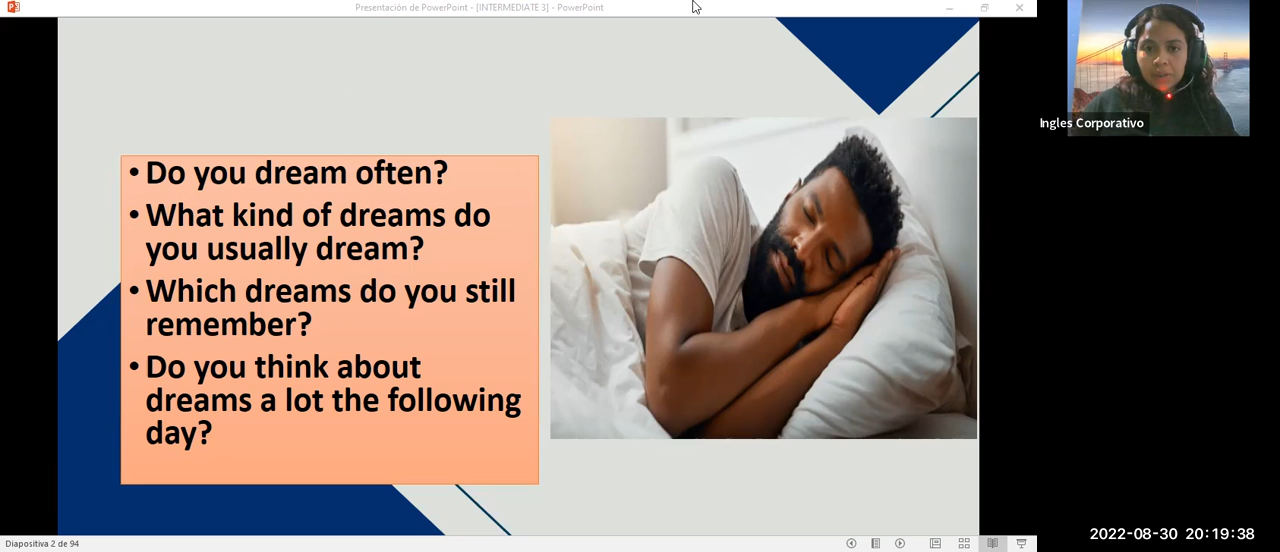 Presentación de PowerPoint - [INTERMEDIATE 3] - PowerPoint
• Do you dream often?
• What kind of dreams do
you usually dream?
• Which dreams do you still
remember?
• Do you think about
dreams a lot the following
day?
Ingles Corporativo
Diapositiva 2 de 94
2022-08-30 20:19:38